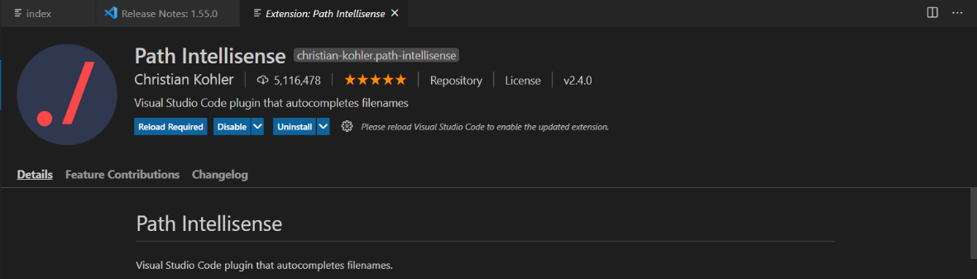 index Release Notes: 1.55.0 Extension: Path Intellisense
Path Intellisense christian-kohler.path-intellisense
Christian Kohler 5,116,478 Repository License v2.4.0
Visual Studio Code plugin that autocompletes filenames
Reload Required Disable Uninstall Please reload Visual Studio Code to enable the updated extension.
Details Feature Contributions Changelog
Path Intellisense
Visual Studio Code plugin that autocompletes filenames.